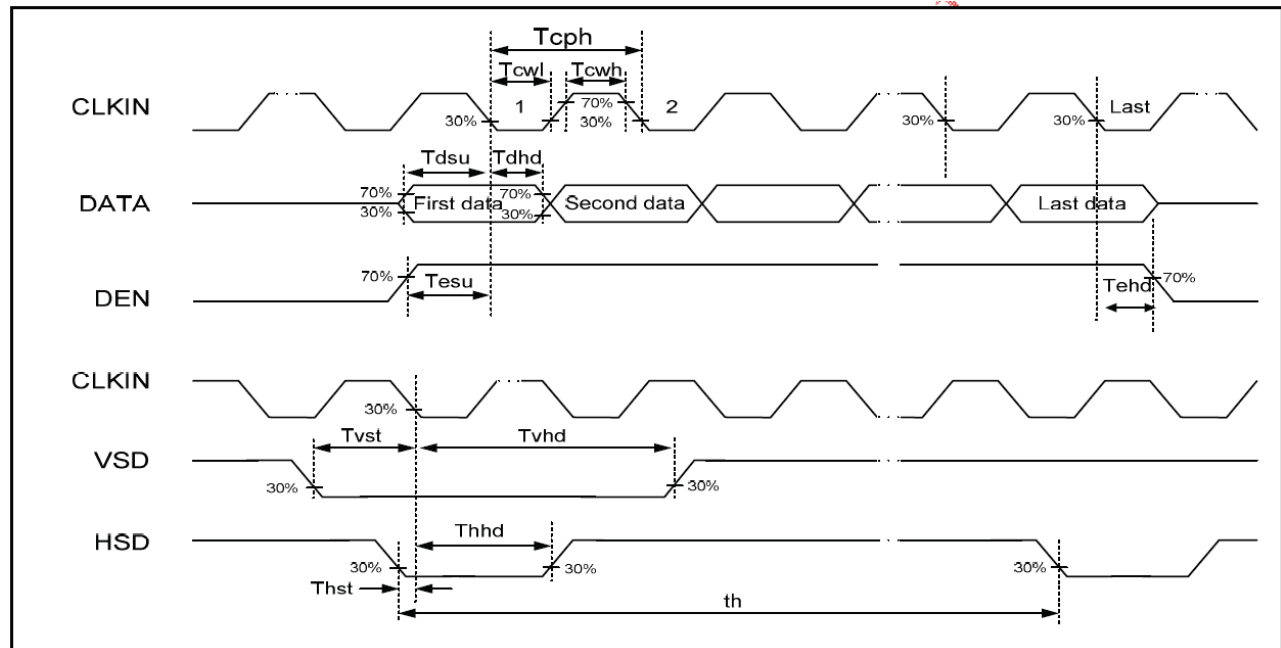 Tcph
Tcwl Tcwh
CLKIN 30% 1 70% 30% 2 30% 30% Last
Tdsu Tdhd
DATA 70% 30% First data 70% 30% Second data Last data
DEN 70% Tesu Tehd 70%
CLKIN 30%
Tvst Tvhd
VSD 30% 30%
Thhd
HSD 30% 30% 30%
Thst
th